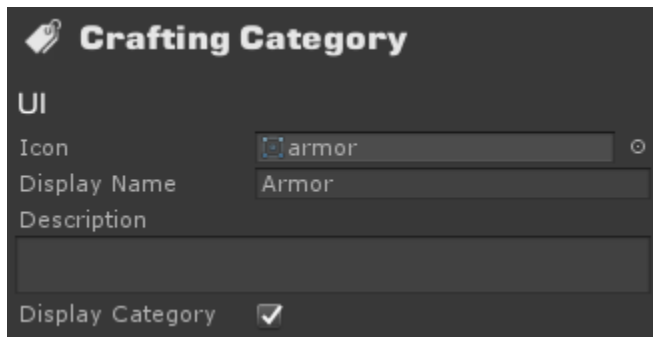 Crafting Category
UI
Icon armor
Display Name Armor
Description
Display Category